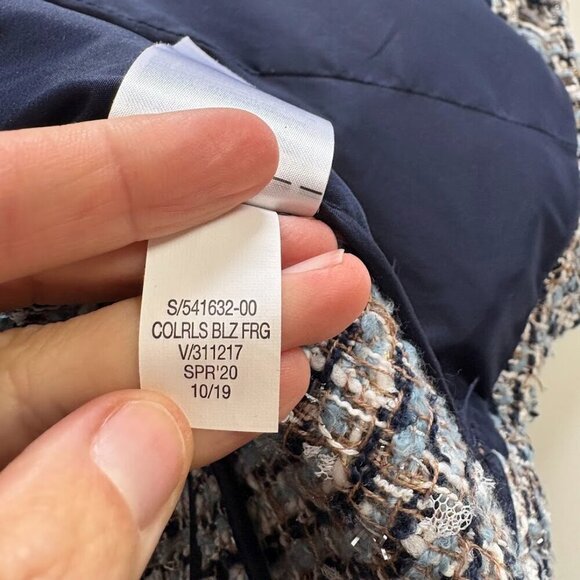 S/541632-00
COLRLS BLZ FRG
V/311217
SPR'20
10/19